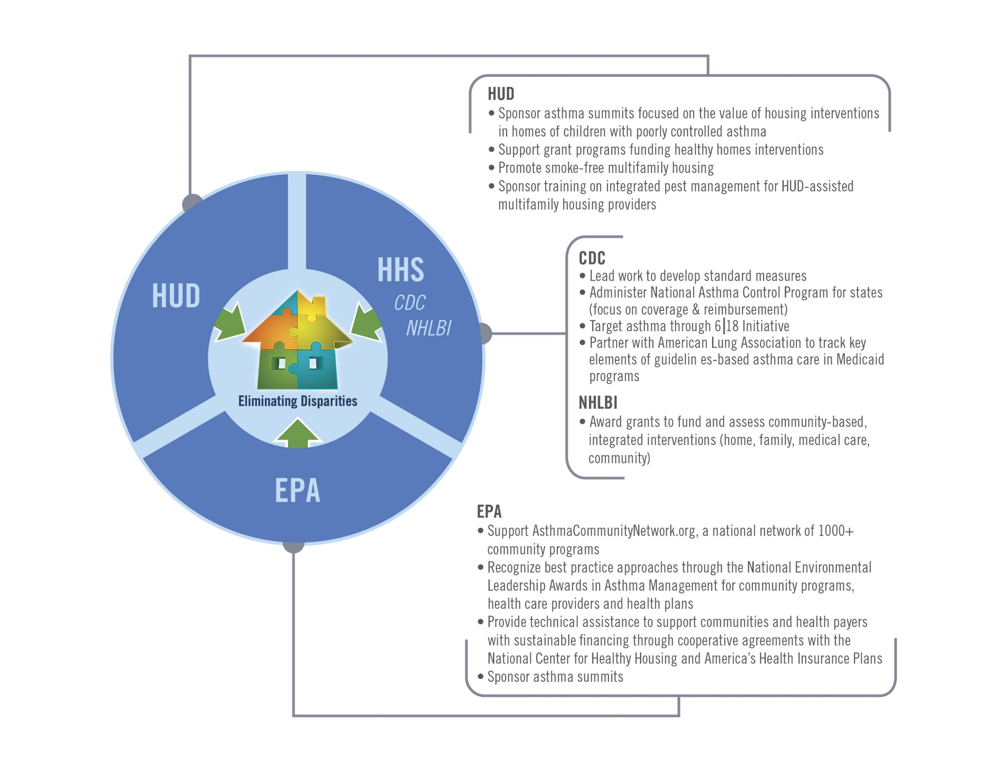 HUD
• Sponsor asthma summits focused on the value of housing interventions
in homes of children with poorly controlled asthma
• Support grant programs funding healthy homes interventions
• Promote smoke-free multifamily housing
• Sponsor training on integrated pest management for HUD-assisted
multifamily housing providers
HUD
HHS
CDC
NHLBI
Eliminating Disparities
EPA
CDC
• Lead work to develop standard measures
• Administer National Asthma Control Program for states
(focus on coverage & reimbursement)
• Target asthma through 6|18 Initiative
• Partner with American Lung Association to track key
elements of guidelin es-based asthma care in Medicaid
programs
NHLBI
• Award grants to fund and assess community-based,
integrated interventions (home, family, medical care,
community)
EPA
• Support AsthmaCommunityNetwork.org, a national network of 1000+
community programs
• Recognize best practice approaches through the National Environmental
Leadership Awards in Asthma Management for community programs,
health care providers and health plans
• Provide technical assistance to support communities and health payers
with sustainable financing through cooperative agreements with the
National Center for Healthy Housing and America’s Health Insurance Plans
• Sponsor asthma summits